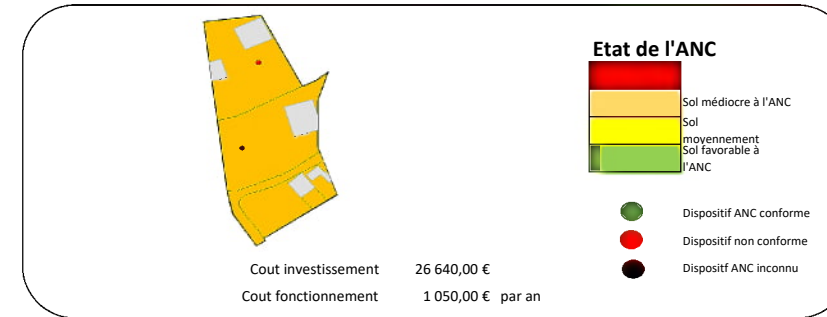 Etat de l'ANC
Sol médiocre à l'ANC
Sol
moyennement
Sol favorable à
l'ANC
Dispositif ANC conforme
Dispositif non conforme
Dispositf ANC inconnu
Cout investissement 26 640,00 €
Cout fonctionnement 1 050,00 € par an